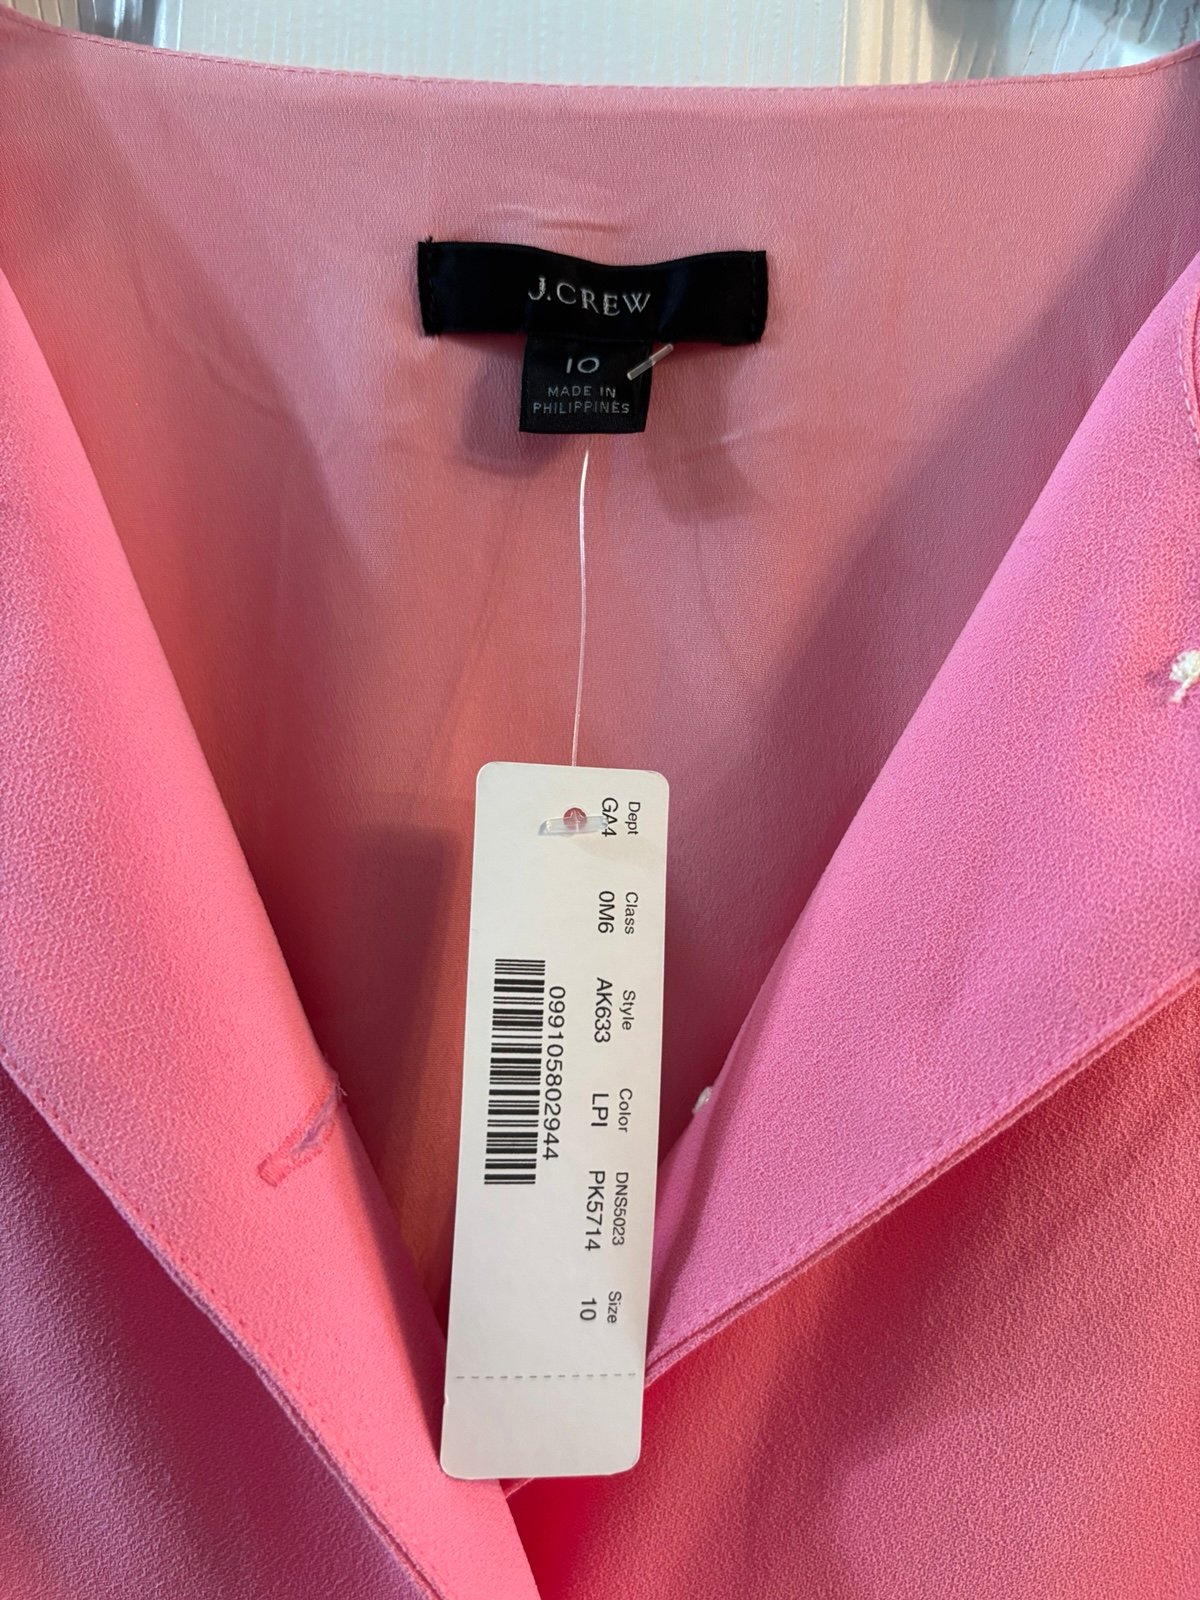 J.CREW
10
MADE IN
PHILIPPINES
Dept Class Style Color DNS5023 Size
GA4 0M6 AK633 LPI PK5714 10
099105802944